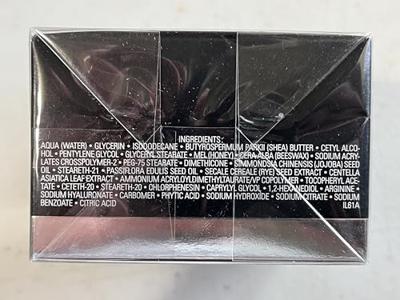 INGREDIENTS:
AQUA (WATER) • GLYCERIN • ISODODECANE • BUTYROSPERMUM PARKII (SHEA) BUTTER • CETYL ALCO-
HOL • PENTYLENE GLYCOL • GLYCERYL STEARATE • MEL (HONEY) • CERA ALBA (BEESWAX) • SODIUM ACRY-
LATES CROSSPOLYMER-2 • PEG-75 STEARATE • DIMETHICONE • SIMMONDSIA CHINENSIS (JOJOBA) SEED
OIL • STEARETH-21 • PASSIFLORA EDULIS SEED OIL • SECALE CEREALE (RYE) SEED EXTRACT • CENTELLA
ASIATICA LEAF EXTRACT • AMMONIUM ACRYLOYLDIMETHYLTAURATE/VP COPOLYMER • TOCOPHERYL ACE-
TATE • CETETH-20 • STEARETH-20 • CHLORPHENESIN • CAPRYLYL GLYCOL • 1,2-HEXANEDIOL • ARGININE •
SODIUM HYALURONATE • CARBOMER • PHYTIC ACID • SODIUM HYDROXIDE • SODIUM CITRATE • SODIUM
BENZOATE • CITRIC ACID IL61A